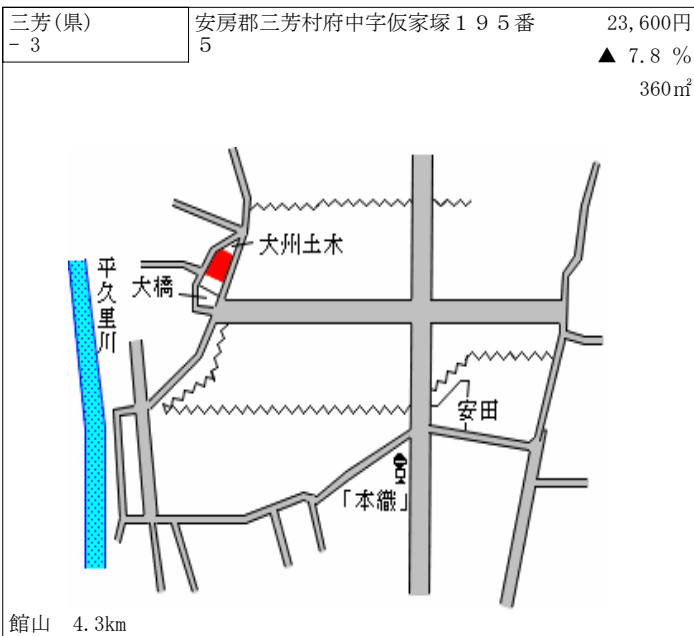 三芳(県)
- 3
安房郡三芳村府中字仮家塚１９５番
5
23,600円
▲ 7.8 %
360㎡
大州土木
大橋
平久里川
安田
「本織」
館山 4.3km